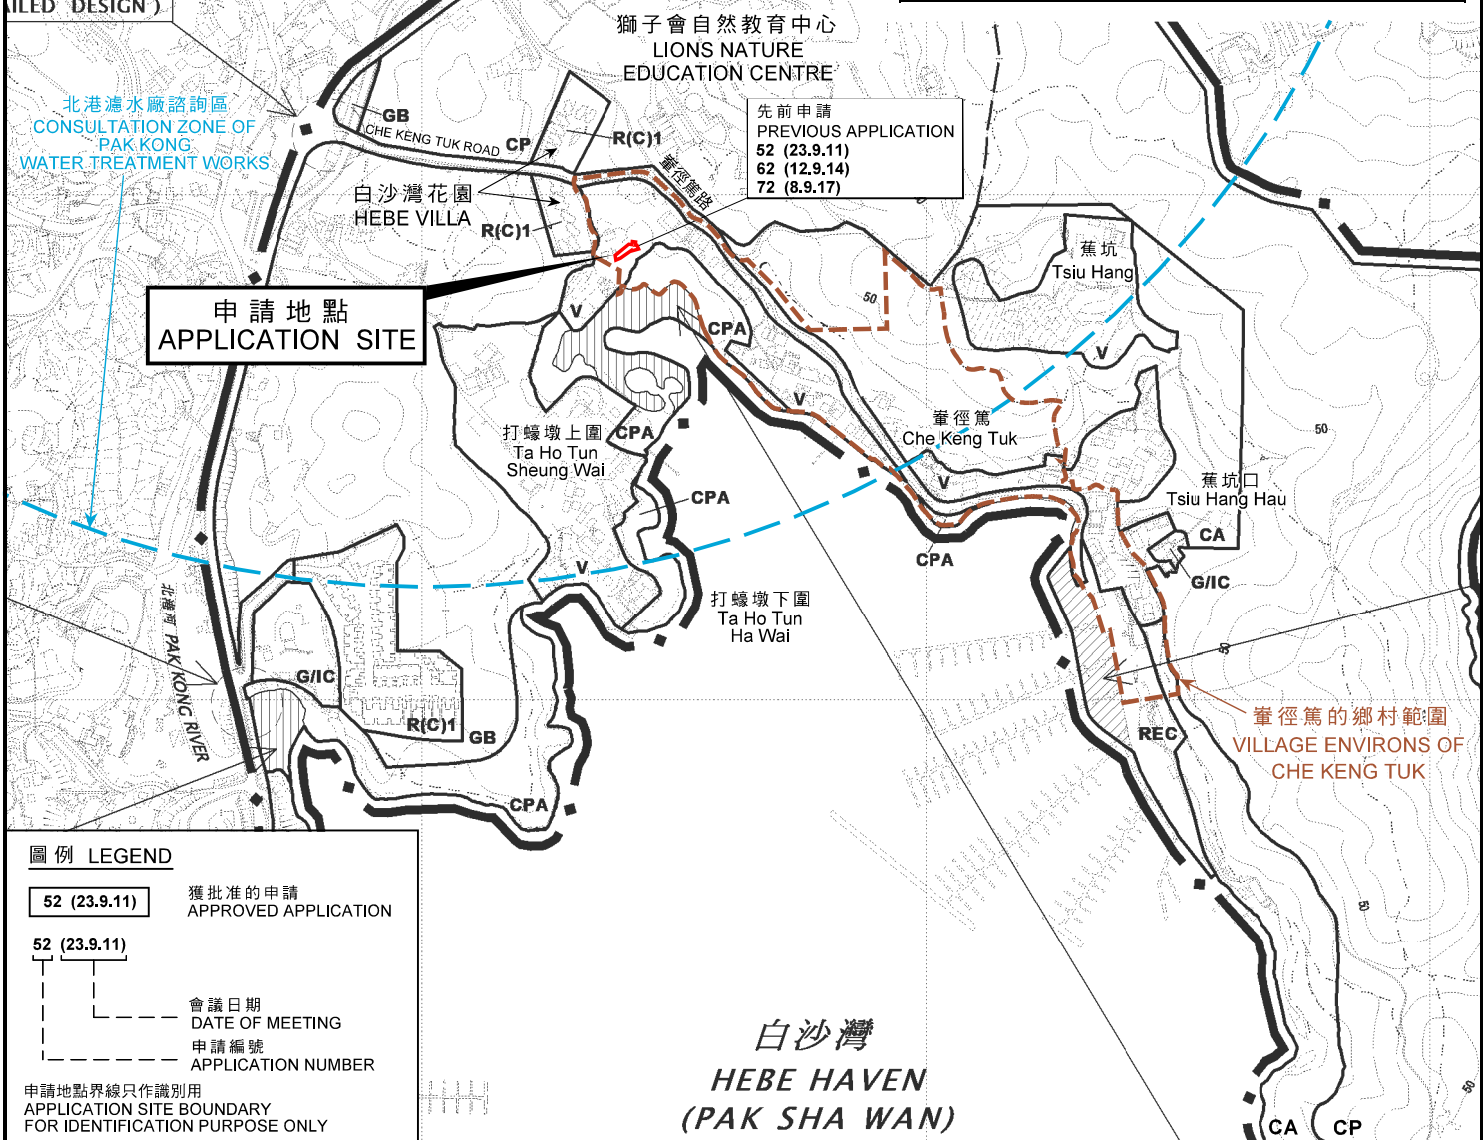 AILED DESIGN )
獅子會自然教育中心
LIONS NATURE
EDUCATION CENTRE
北港濾水廠諮詢區
CONSULTATION ZONE OF
PAK KONG
WATER TREATMENT WORKS
GB
CHE KENG TUK ROAD
CP
R(C)1
先前申請
PREVIOUS APPLICATION
52 (23.9.11)
62 (12.9.14)
72 (8.9.17)
輋徑篤路
白沙灣花園
HEBE VILLA
R(C)1
申請地點
APPLICATION SITE
蕉坑
Tsiu Hang
50
V
CPA
V
V
打蠔墩上圍
Ta Ho Tun
Sheung Wai
CPA
輋徑篤
Che Keng Tuk
50
V
蕉坑口
Tsiu Hang Hau
CPA
CA
CPA
G/IC
V
打蠔墩下圍
Ta Ho Tun
Ha Wai
北港河 PAK KONG RIVER
50
G/IC
R(C)1
GB
REC
輋徑篤的鄉村範圍
VILLAGE ENVIRONS OF
CHE KENG TUK
CPA
圖例 LEGEND
52 (23.9.11)
獲批准的申請
APPROVED APPLICATION
52 (23.9.11)
會議日期
DATE OF MEETING
申請編號
APPLICATION NUMBER
申請地點界線只作識別用
APPLICATION SITE BOUNDARY
FOR IDENTIFICATION PURPOSE ONLY
50
白沙灣
HEBE HAVEN
(PAK SHA WAN)
50
CA
CP